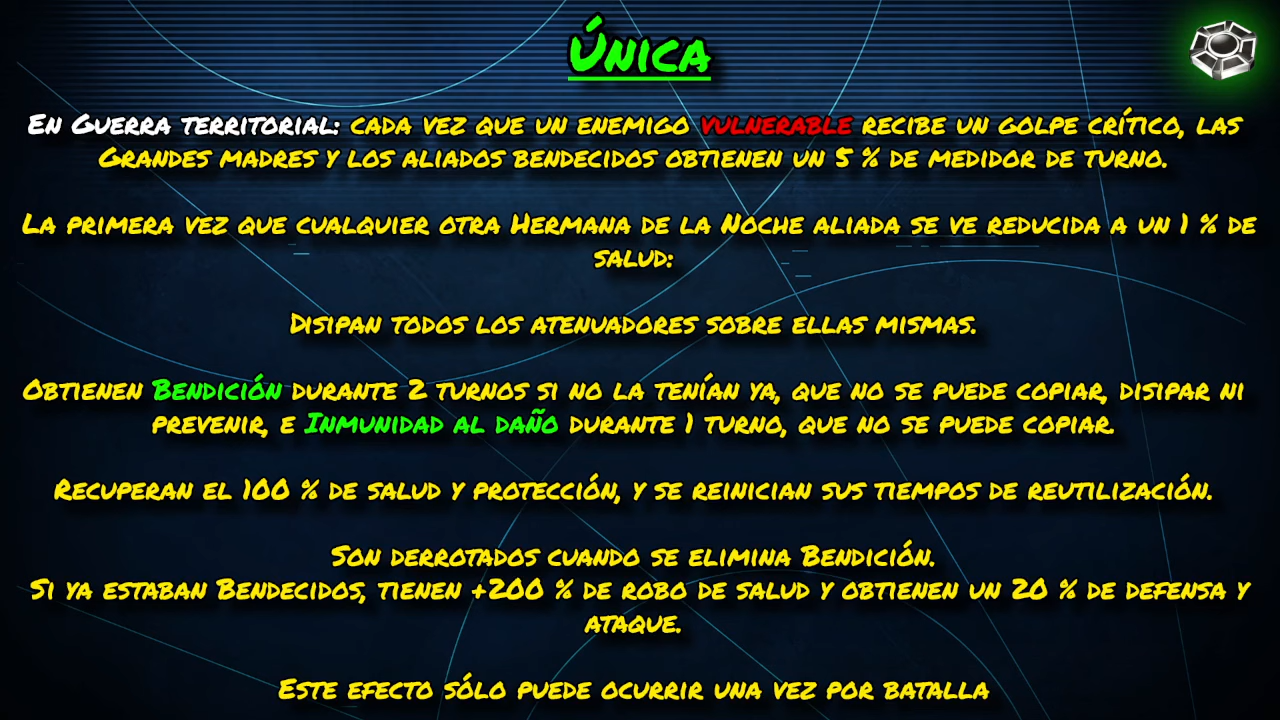 Única
En Guerra territorial: cada vez que un enemigo vulnerable recibe un golpe crítico, las
Grandes madres y los aliados bendecidos obtienen un 5 % de medidor de turno.
La primera vez que cualquier otra Hermana de la Noche aliada se ve reducida a un 1 % de
salud:
Disipan todos los atenuadores sobre ellas mismas.
Obtienen Bendición durante 2 turnos si no la tenían ya, que no se puede copiar, disipar ni
prevenir, e Inmunidad al daño durante 1 turno, que no se puede copiar.
Recuperan el 100 % de salud y protección, y se reinician sus tiempos de reutilización.
Son derrotados cuando se elimina Bendición.
Si ya estaban Bendecidos, tienen +200 % de robo de salud y obtienen un 20 % de defensa y
ataque.
Este efecto sólo puede ocurrir una vez por batalla